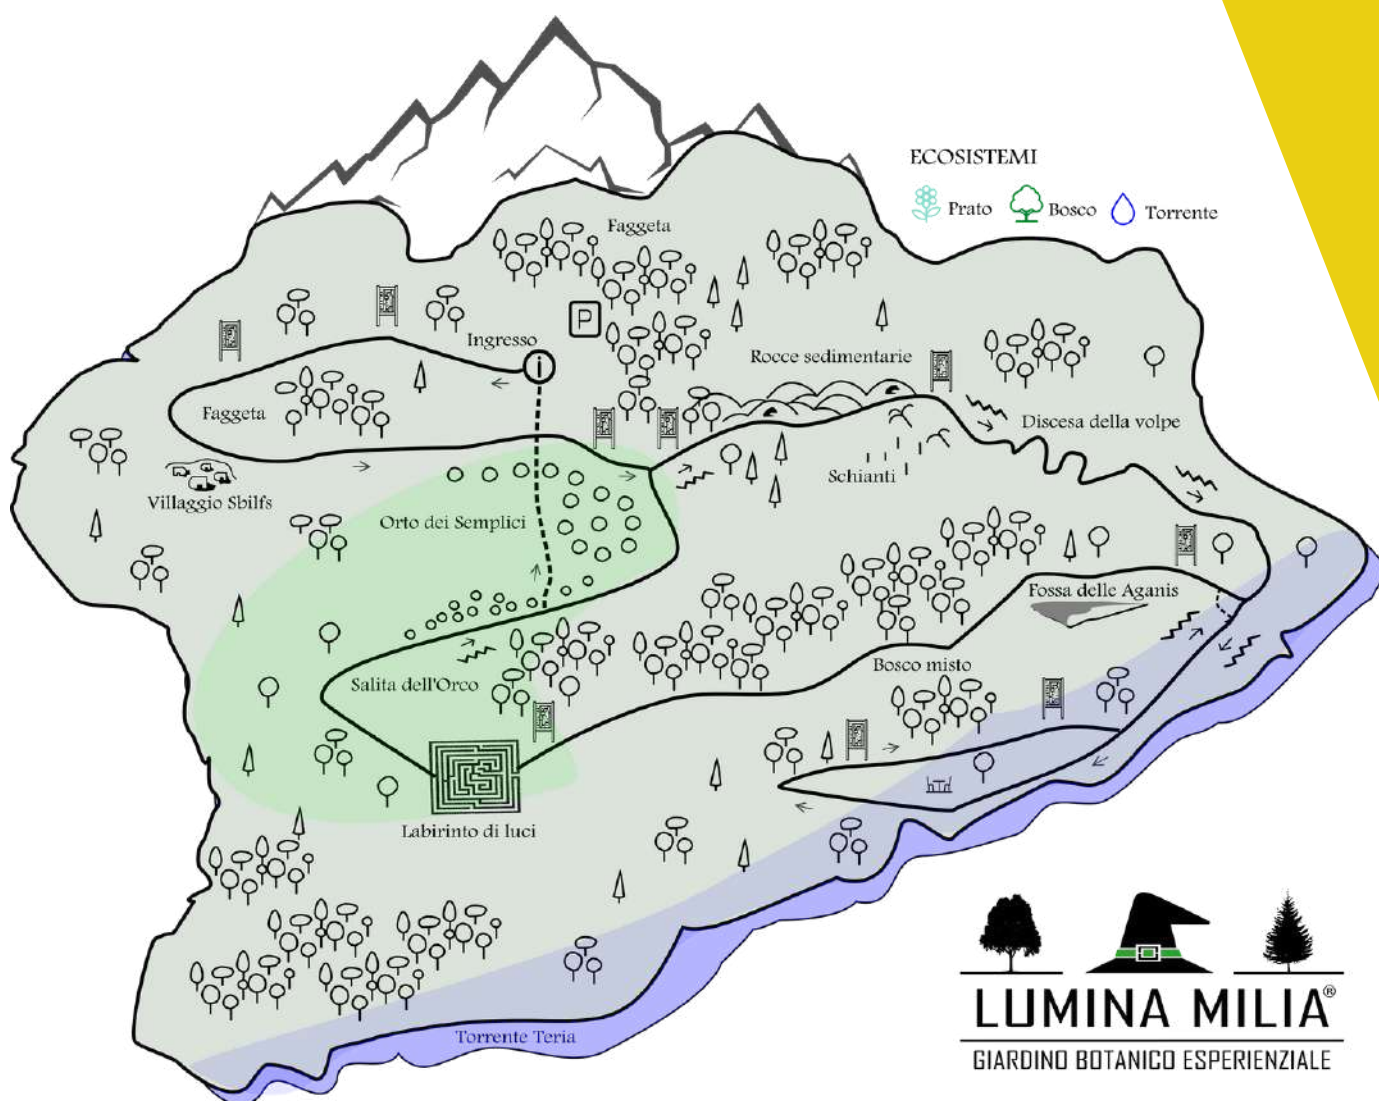 ECOSISTEMI
Prato
Bosco
Torrente
Faggeta
P
Ingresso
i
Rocce sedimentarie
Faggeta
Discesa della volpe
Schianti
Villaggio Sbilfs
Orto dei Semplici
Fossa delle Aganis
Bosco misto
Salita dell'Orco
Labirinto di luci
Torrente Teria
LUMINA MILIA®
GIARDINO BOTANICO ESPERIENZIALE